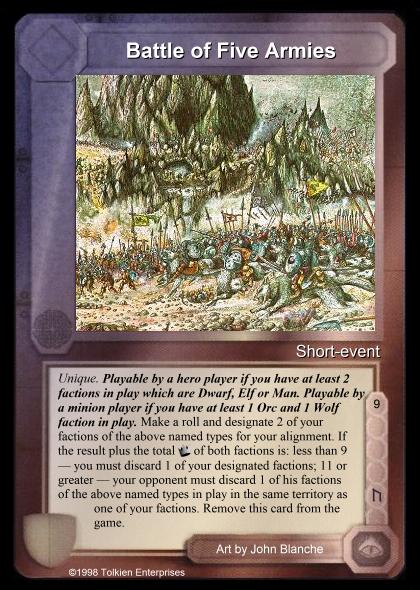 Battle of Five Armies
Short-event
Unique. Playable by a hero player if you have at least 2
factions in play which are Dwarf, Elf or Man. Playable by
a minion player if you have at least 1 Orc and 1 Wolf
faction in play. Make a roll and designate 2 of your
factions of the above named types for your alignment. If
the result plus the total of both factions is: less than 9
— you must discard 1 of your designated factions; 11 or
greater — your opponent must discard 1 of his factions
of the above named types in play in the same territory as
one of your factions. Remove this card from the
game.
9
Art by John Blanche
©1998 Tolkien Enterprises